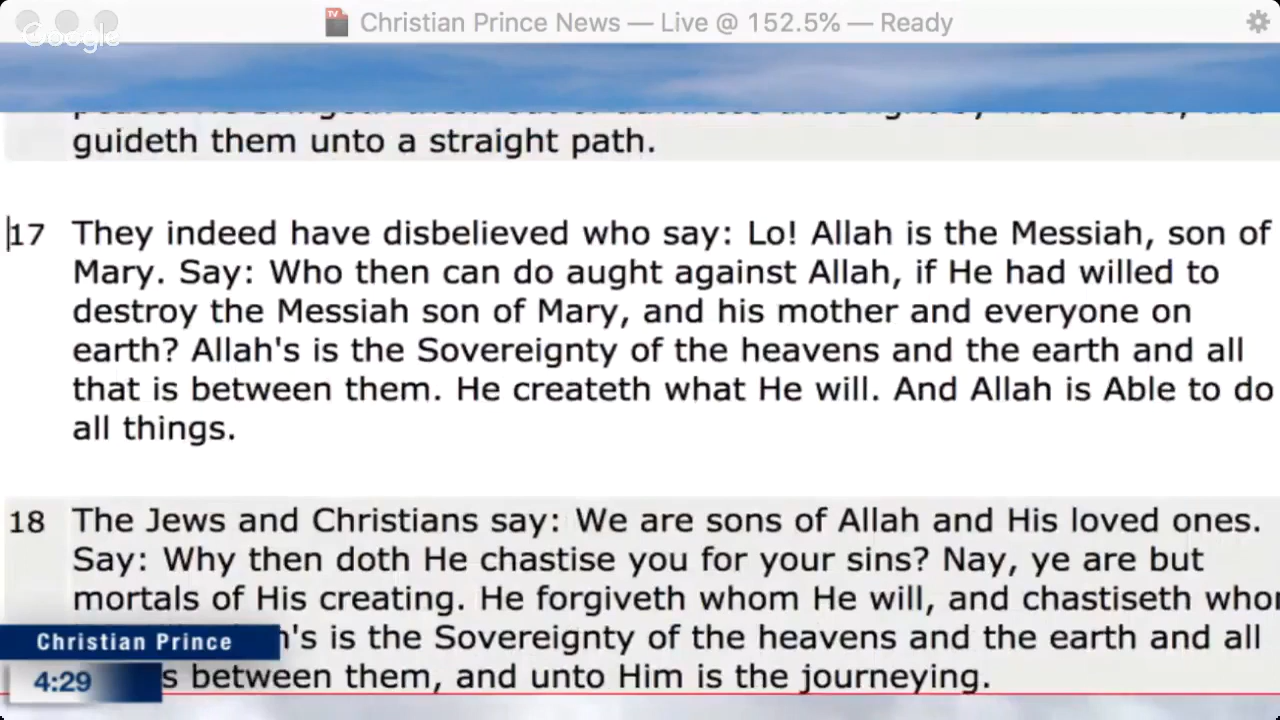 Christian Prince News — Live @ 152.5% — Ready
TV
Google
guideth them unto a straight path.
17 They indeed have disbelieved who say: Lo! Allah is the Messiah, son of
Mary. Say: Who then can do aught against Allah, if He had willed to
destroy the Messiah son of Mary, and his mother and everyone on
earth? Allah's is the Sovereignty of the heavens and the earth and all
that is between them. He createth what He will. And Allah is Able to do
all things.
18 The Jews and Christians say: We are sons of Allah and His loved ones.
Say: Why then doth He chastise you for your sins? Nay, ye are but
mortals of His creating. He forgiveth whom He will, and chastiseth
Christian Prince
is the Sovereignty of the heavens and the earth and all
4:29
between them, and unto Him is the journeying.